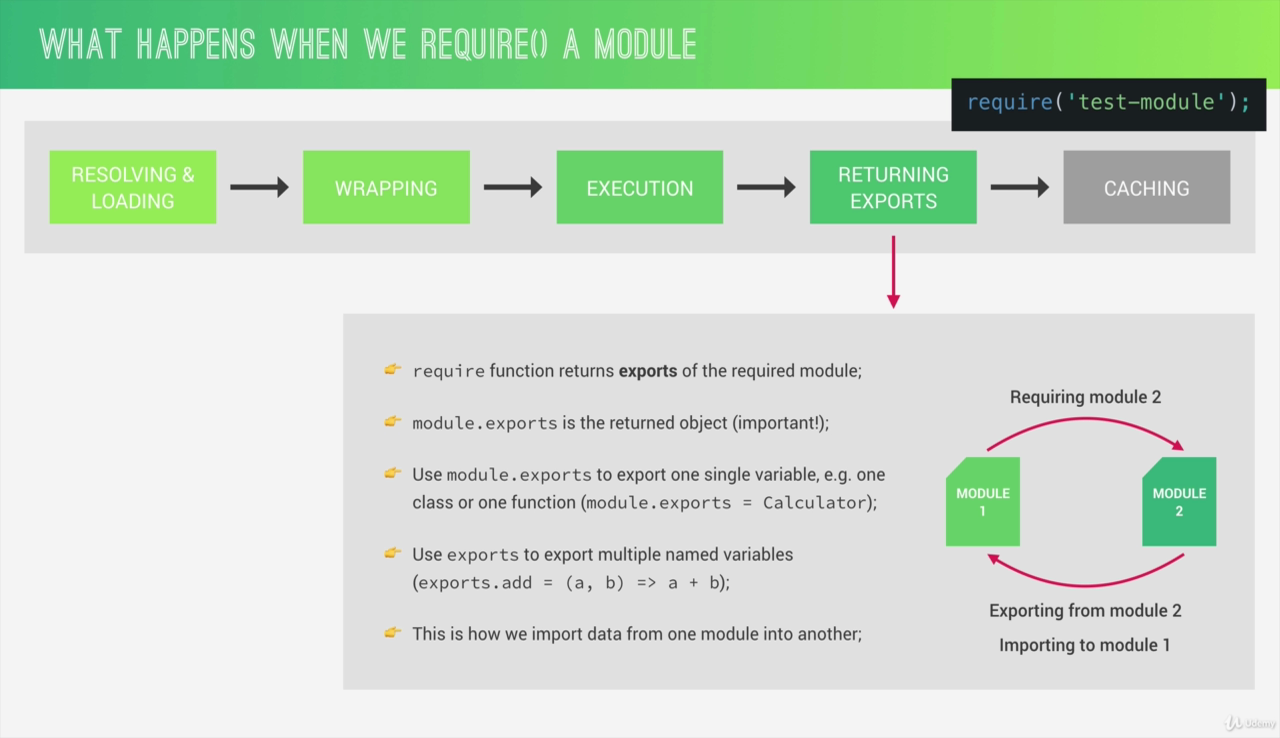 WHAT HAPPENS WHEN WE REQUIRE() A MODULE
require('test-module');
RESOLVING &
LOADING
WRAPPING
EXECUTION
RETURNING
EXPORTS
CACHING
require function returns exports of the required module;
module.exports is the returned object (important!);
Use module.exports to export one single variable, e.g. one
class or one function (module.exports = Calculator);
Use exports to export multiple named variables
(exports.add = (a, b) => a + b);
This is how we import data from one module into another;
Requiring module 2
MODULE
1
MODULE
2
Exporting from module 2
Importing to module 1
Udemy